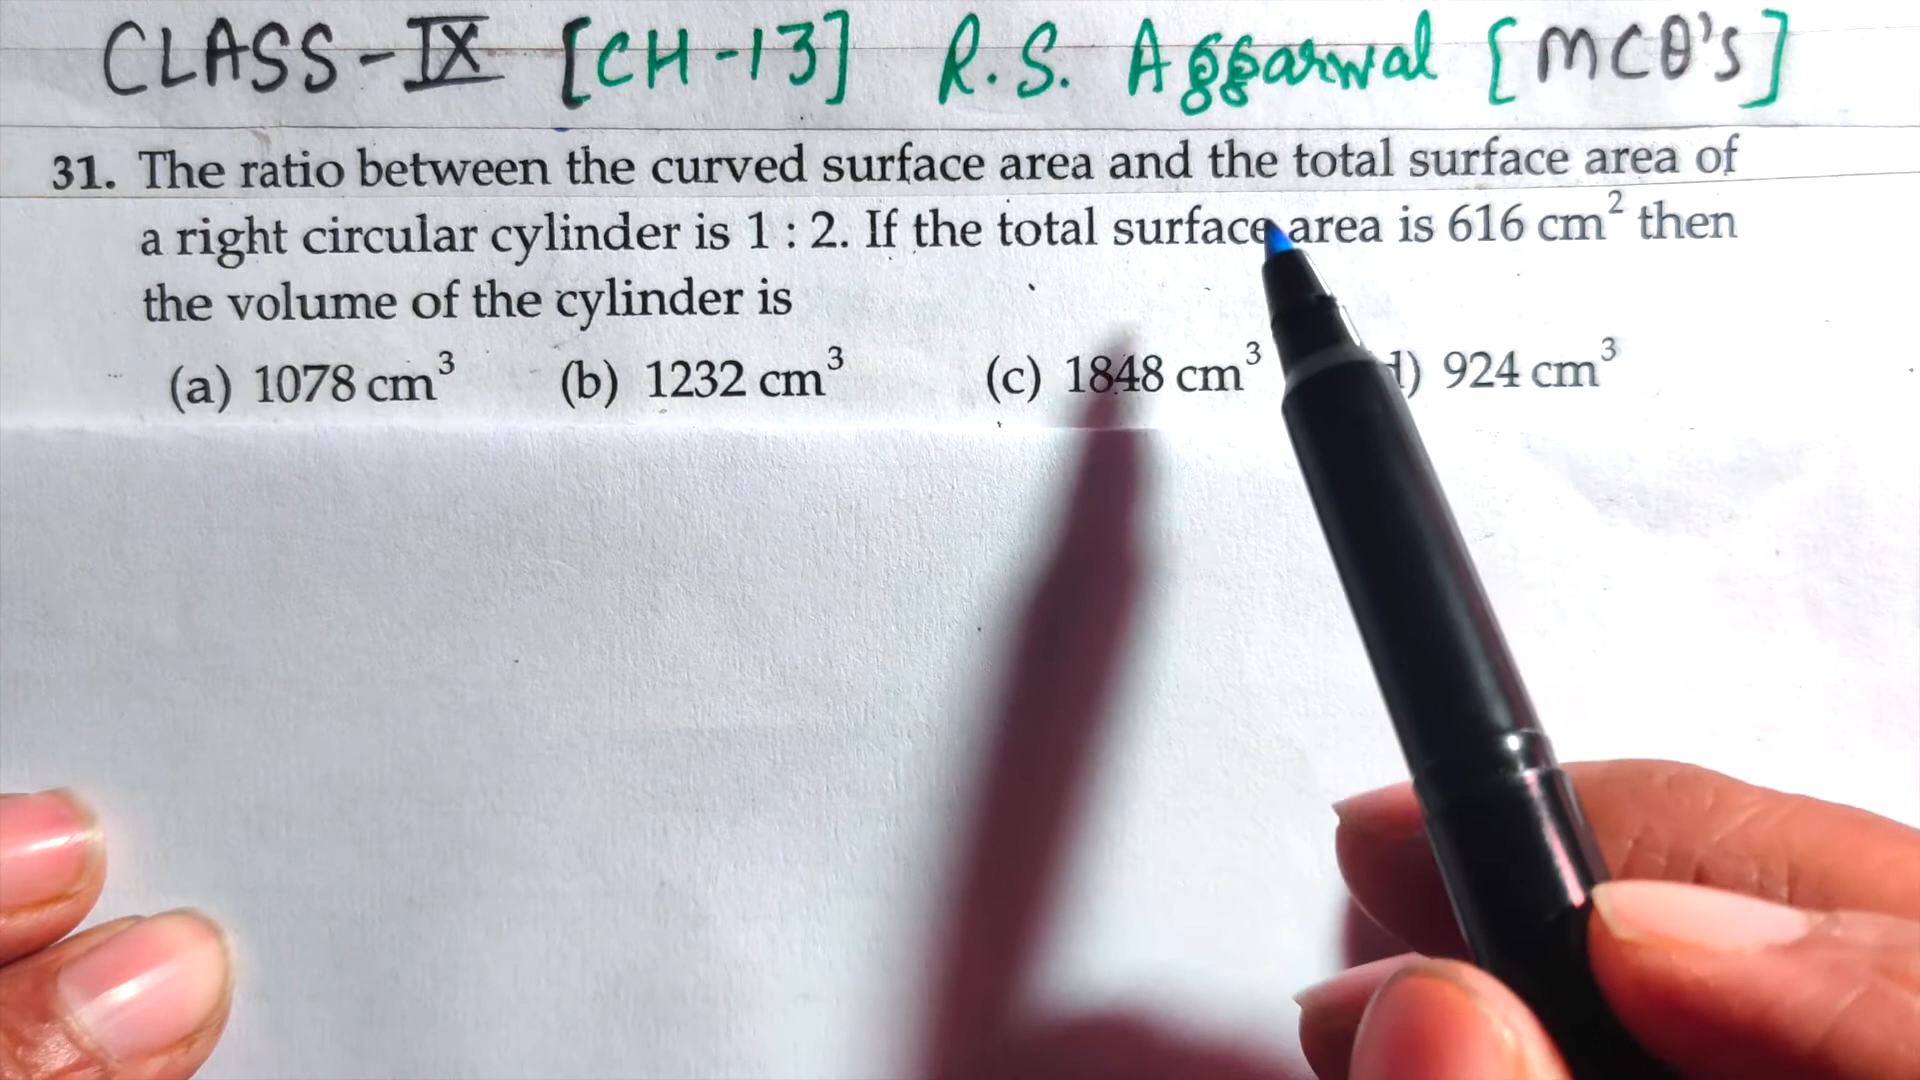 CLASS-IX [CH-13] R.S. Aggarwal [MCQ's]
31. The ratio between the curved surface area and the total surface area of
a right circular cylinder is 1 : 2. If the total surface area is 616 cm² then
the volume of the cylinder is
(a) 1078 cm³ (b) 1232 cm³ (c) 1848 cm³ d) 924 cm³